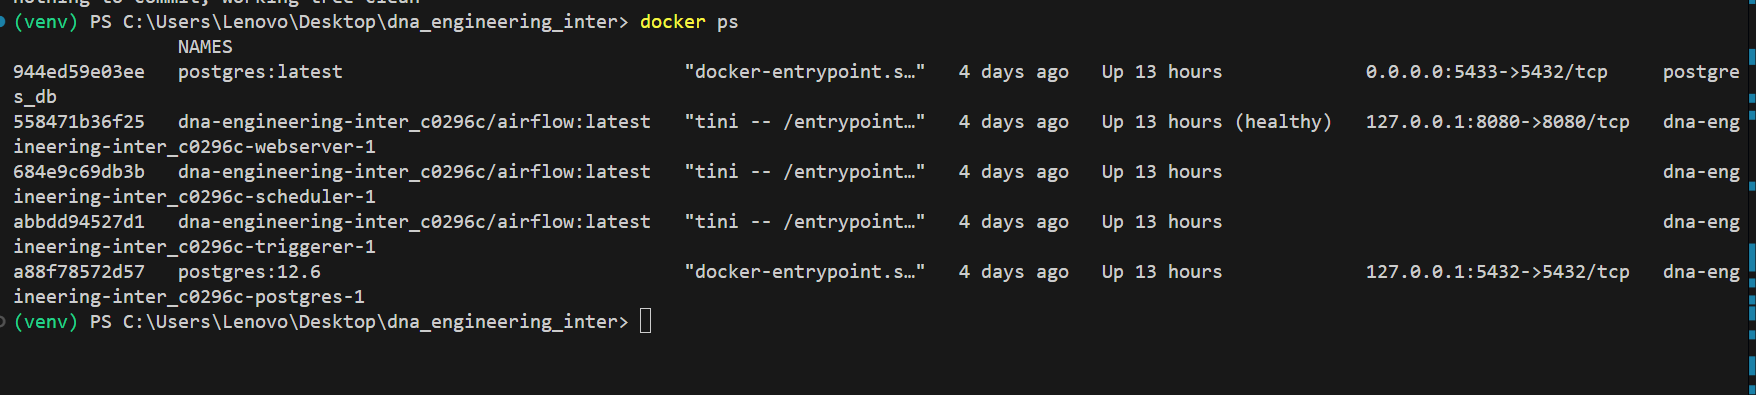 (venv) PS C:\Users\Lenovo\Desktop\dna_engineering_inter> docker ps
NAMES
944ed59e03ee   postgres:latest                               "docker-entrypoint.s…"   4 days ago   Up 13 hours             0.0.0.0:5433->5432/tcp     postgre
s_db
558471b36f25   dna-engineering-inter_c0296c/airflow:latest   "tini -- /entrypoint…"   4 days ago   Up 13 hours (healthy)   127.0.0.1:8080->8080/tcp   dna-eng
ineering-inter_c0296c-webserver-1
684e9c69db3b   dna-engineering-inter_c0296c/airflow:latest   "tini -- /entrypoint…"   4 days ago   Up 13 hours                                        dna-eng
ineering-inter_c0296c-scheduler-1
abbdd94527d1   dna-engineering-inter_c0296c/airflow:latest   "tini -- /entrypoint…"   4 days ago   Up 13 hours                                        dna-eng
ineering-inter_c0296c-triggerer-1
a88f78572d57   postgres:12.6                                 "docker-entrypoint.s…"   4 days ago   Up 13 hours             127.0.0.1:5432->5432/tcp   dna-eng
ineering-inter_c0296c-postgres-1
(venv) PS C:\Users\Lenovo\Desktop\dna_engineering_inter>